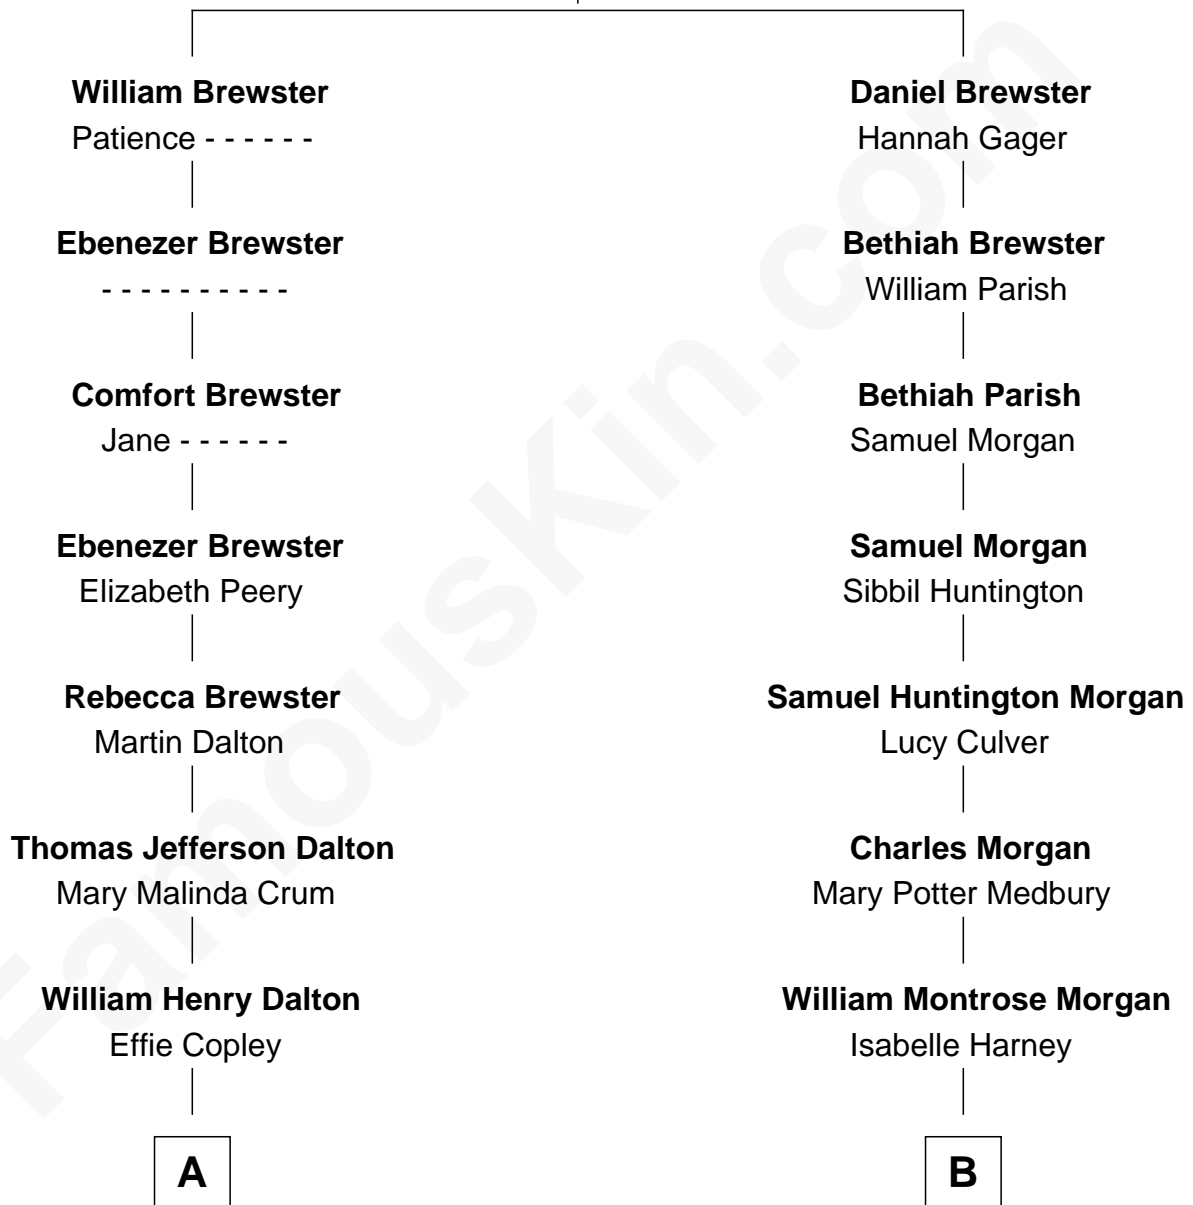 William Brewster
Patience - - - - - -
Ebenezer Brewster
- - - - - - - - - -
Comfort Brewster
Jane - - - - - -
Ebenezer Brewster
Elizabeth Peery
Rebecca Brewster
Martin Dalton
Thomas Jefferson Dalton
Mary Malinda Crum
William Henry Dalton
Effie Copley
A
Daniel Brewster
Hannah Gager
Bethiah Brewster
William Parish
Bethiah Parish
Samuel Morgan
Samuel Morgan
Sibbil Huntington
Samuel Huntington Morgan
Lucy Culver
Charles Morgan
Mary Potter Medbury
William Montrose Morgan
Isabelle Harney
B
FamousKin.com